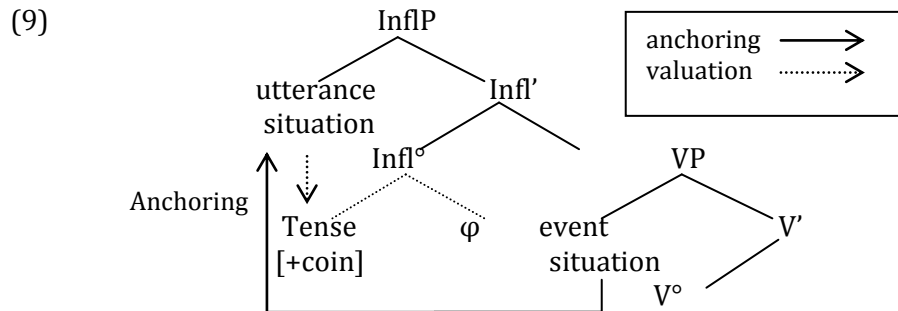 (9)
InflP
anchoring
valuation
utterance
situation
Infl’
Infl°
VP
Anchoring
Tense
[+coin]
φ
event
situation
V’
V°